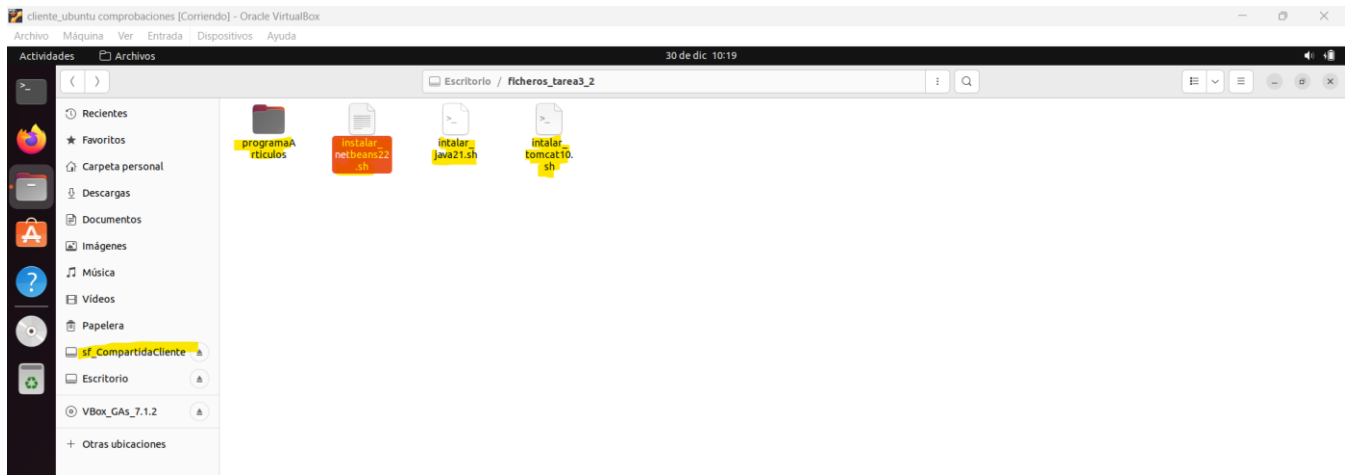 cliente_ubuntu comprobaciones [Corriendo] - Oracle VirtualBox
Archivo Máquina Ver Entrada Dispositivos Ayuda
Actividades Archivos 30 de dic 10:19
Escritorio / ficheros_tarea3_2
Recientes
Favoritos
Carpeta personal
Descargas
Documentos
Imágenes
Música
Vídeos
Papelera
sf_CompartidaCliente
Escritorio
VBox_GAs_7.1.2
+ Otras ubicaciones
programaA
rticulos
instalar_
netbeans22
.sh
intalar_
java21.sh
intalar_
tomcat10.
sh